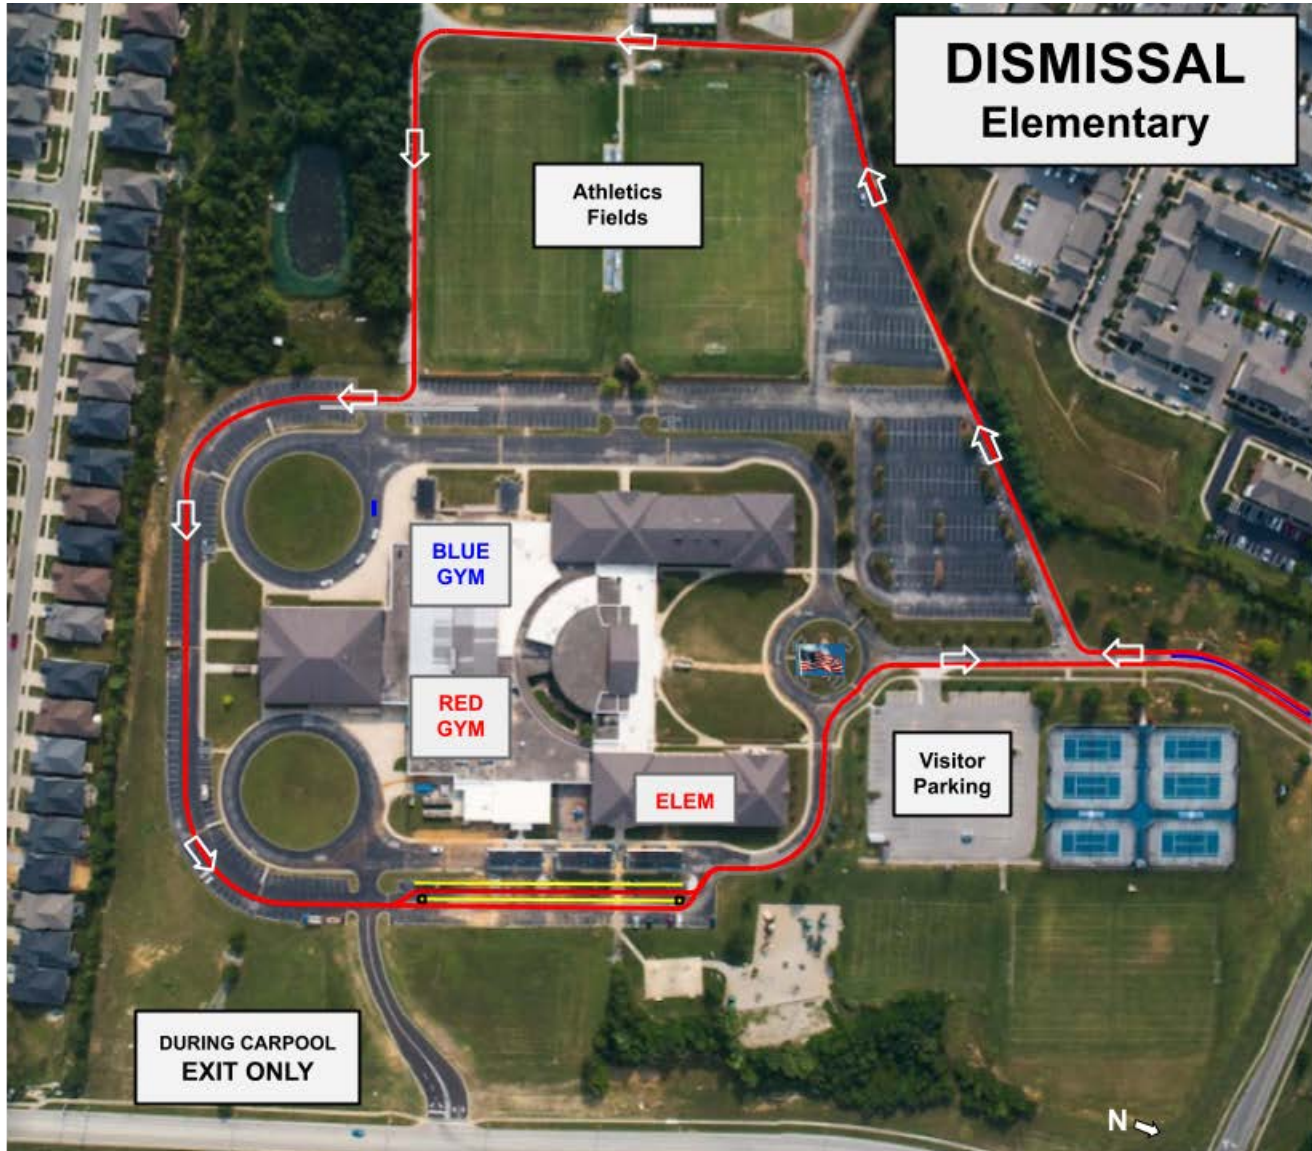 DISMISSAL
Elementary
Athletics
Fields
BLUE
GYM
RED
GYM
ELEM
Visitor
Parking
DURING CARPOOL
EXIT ONLY
N